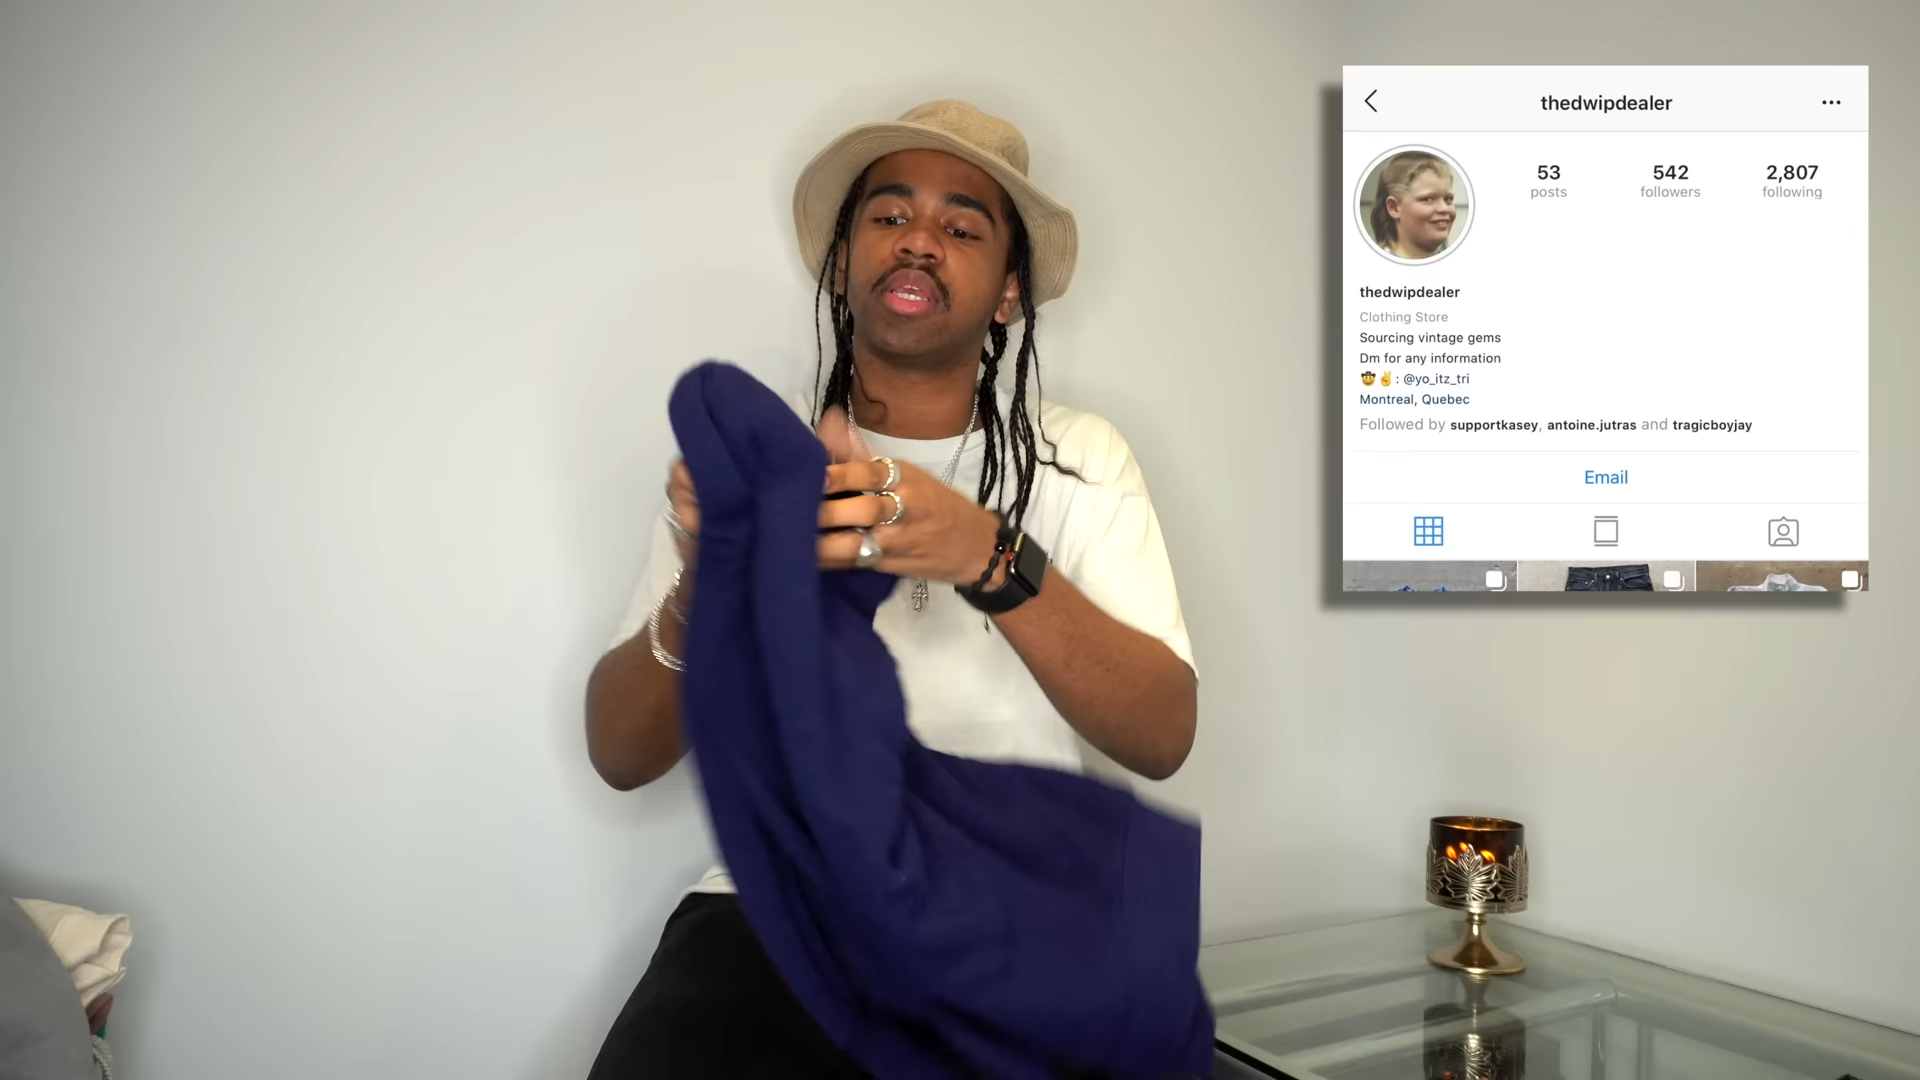 thedwipdealer
53 542 2,807
posts followers following
thedwipdealer
Clothing Store
Sourcing vintage gems
Dm for any information
🤠✌️: @yo_itz_tri
Montreal, Quebec
Followed by supportkasey, antoine.jutras and tragicboyjay
Email